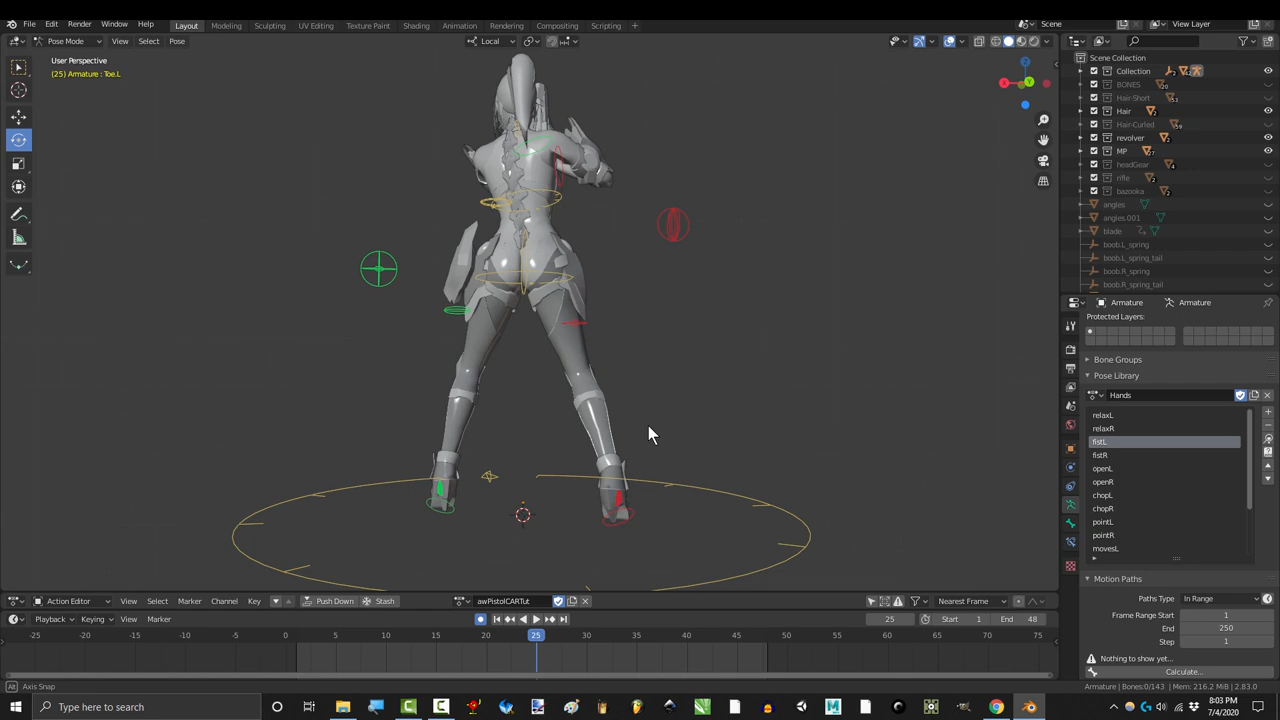 File Edit Render Window Help
Layout Modeling Sculpting UV Editing Texture Paint Shading Animation Rendering Compositing Scripting +
Scene View Layer
Pose Mode View Select Pose Local
User Perspective
(25) Armature : Toe.L
Scene Collection
Collection
BONES
Hair-Short
Hair
Hair-Curled
revolver
MP
headGear
rifle
bazooka
angles
angles.001
blade
boob.L_spring
boob.L_spring_tail
boob.R_spring
boob.R_spring_tail
Armature Armature
Protected Layers:
Bone Groups
Pose Library
Hands
relaxL
relaxR
fistL
fistR
openL
openR
chopL
chopR
pointL
pointR
movesL
Motion Paths
Paths Type In Range
Frame Range Start 1
End 250
Step 1
Nothing to show yet...
Calculate...
Action Editor View Select Marker Channel Key Push Down Stash awPistolCARTut Nearest Frame
Playback Keying View Marker 25 Start 1 End 48
-25 -20 -15 -10 -5 0 5 10 15 20 25 30 35 40 45 50 55 60 65 70 75
Alt Axis Snap
Armature | Bones:0/143 | Mem: 216.2 MiB | 2.83.0
Type here to search
8:03 PM
7/4/2020